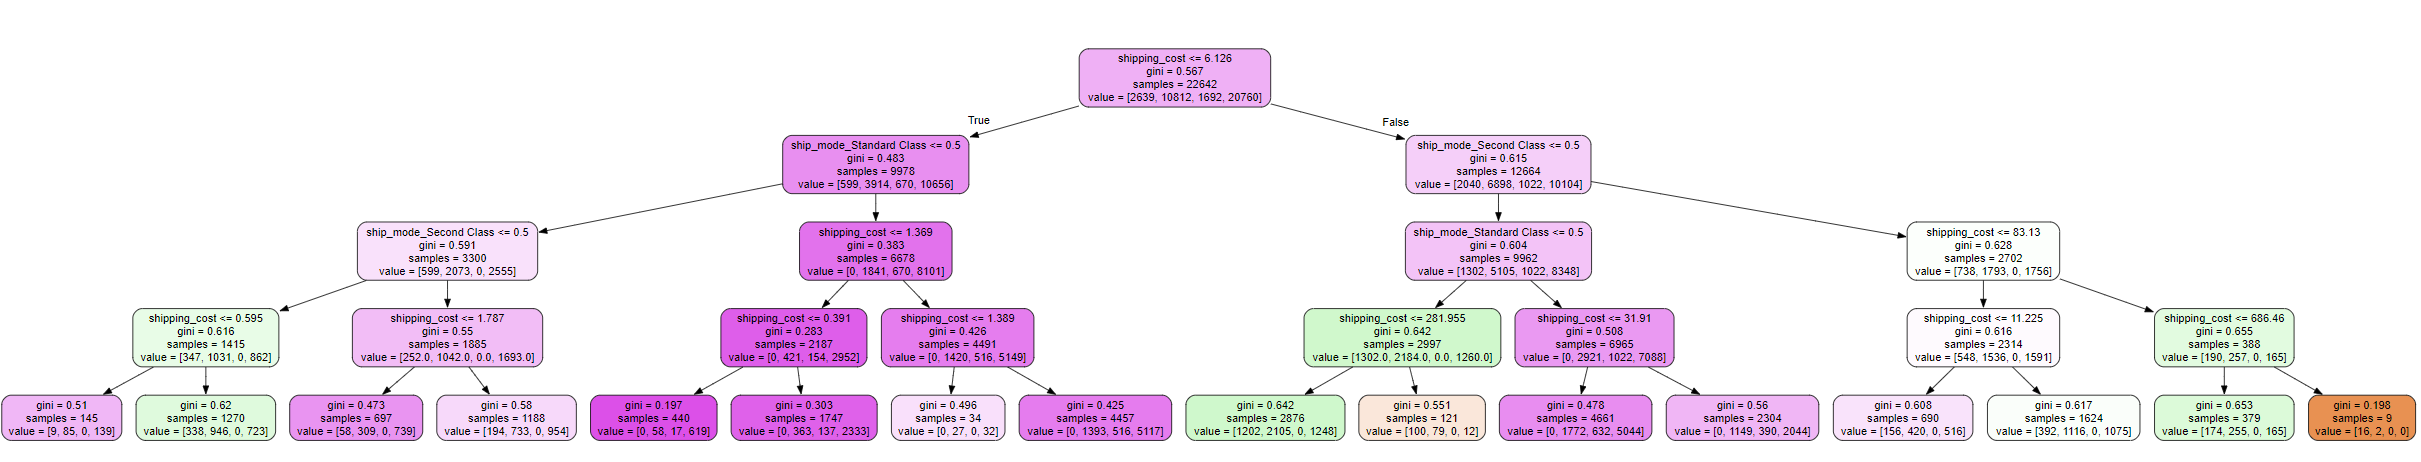 shipping_cost <= 6.126
gini = 0.567
samples = 22642
value = [2639, 10812, 1692, 20760]
True
False
ship_mode_Standard Class <= 0.5
gini = 0.483
samples = 9978
value = [599, 3914, 670, 10656]
ship_mode_Second Class <= 0.5
gini = 0.615
samples = 12664
value = [2040, 6898, 1022, 10104]
ship_mode_Second Class <= 0.5
gini = 0.591
samples = 3300
value = [599, 2073, 0, 2555]
shipping_cost <= 1.369
gini = 0.383
samples = 6678
value = [0, 1841, 670, 8101]
ship_mode_Standard Class <= 0.5
gini = 0.604
samples = 9962
value = [1302, 5105, 1022, 8348]
shipping_cost <= 83.13
gini = 0.628
samples = 2702
value = [738, 1793, 0, 1756]
shipping_cost <= 0.595
gini = 0.616
samples = 1415
value = [347, 1031, 0, 862]
shipping_cost <= 1.787
gini = 0.55
samples = 1885
value = [252.0, 1042.0, 0.0, 1693.0]
shipping_cost <= 0.391
gini = 0.283
samples = 2187
value = [0, 421, 154, 2952]
shipping_cost <= 1.389
gini = 0.426
samples = 4491
value = [0, 1420, 516, 5149]
shipping_cost <= 281.955
gini = 0.642
samples = 2997
value = [1302.0, 2184.0, 0.0, 1260.0]
shipping_cost <= 31.91
gini = 0.508
samples = 6965
value = [0, 2921, 1022, 7088]
shipping_cost <= 11.225
gini = 0.616
samples = 2314
value = [548, 1536, 0, 1591]
shipping_cost <= 686.46
gini = 0.655
samples = 388
value = [190, 257, 0, 165]
gini = 0.51
samples = 145
value = [9, 85, 0, 139]
gini = 0.62
samples = 1270
value = [338, 946, 0, 723]
gini = 0.473
samples = 697
value = [58, 309, 0, 739]
gini = 0.58
samples = 1188
value = [194, 733, 0, 954]
gini = 0.197
samples = 440
value = [0, 58, 17, 619]
gini = 0.303
samples = 1747
value = [0, 363, 137, 2333]
gini = 0.496
samples = 34
value = [0, 27, 0, 32]
gini = 0.425
samples = 4457
value = [0, 1393, 516, 5117]
gini = 0.642
samples = 2876
value = [1202, 2105, 0, 1248]
gini = 0.551
samples = 121
value = [100, 79, 0, 12]
gini = 0.478
samples = 4661
value = [0, 1772, 632, 5044]
gini = 0.56
samples = 2304
value = [0, 1149, 390, 2044]
gini = 0.608
samples = 690
value = [156, 420, 0, 516]
gini = 0.617
samples = 1624
value = [392, 1116, 0, 1075]
gini = 0.653
samples = 379
value = [174, 255, 0, 165]
gini = 0.198
samples = 9
value = [16, 2, 0, 0]